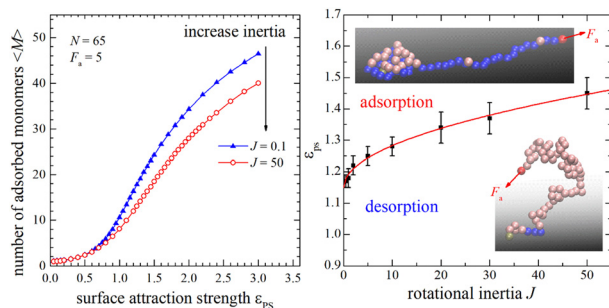 number of adsorbed monomers <M>
50
40
30
20
10
0
0.0 0.5 1.0 1.5 2.0 2.5 3.0 3.5
surface attraction strength ε_PS
N = 65
F_a = 5
increase inertia
J = 0.1
J = 50
ε_ps
1.7
1.6
1.5
1.4
1.3
1.2
1.1
1.0
0 10 20 30 40 50
rotational inertia J
adsorption
desorption
F_a
F_a